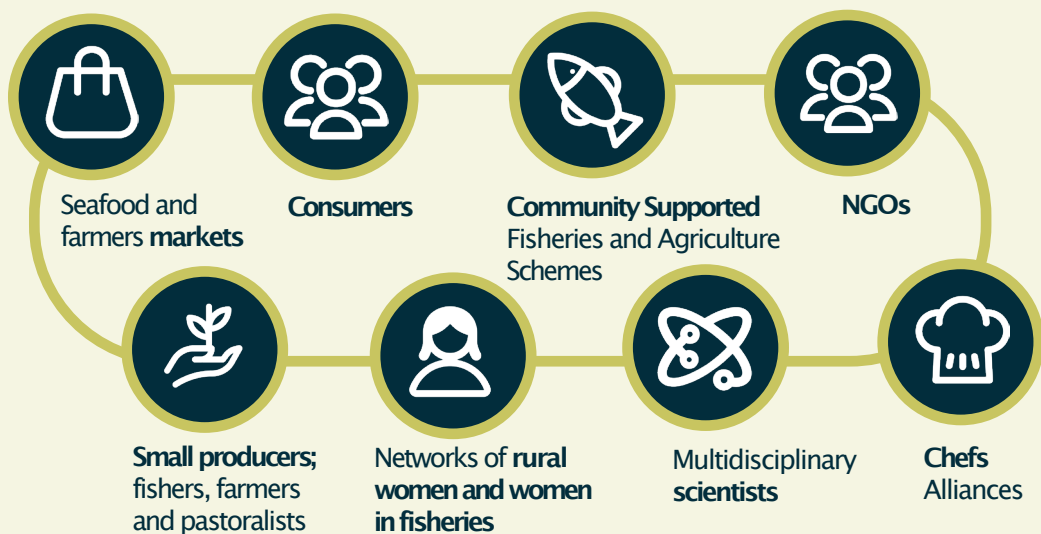 Seafood and
farmers markets
Consumers
Community Supported
Fisheries and Agriculture
Schemes
NGOs
Small producers;
fishers, farmers
and pastoralists
Networks of rural
women and women
in fisheries
Multidisciplinary
scientists
Chefs
Alliances